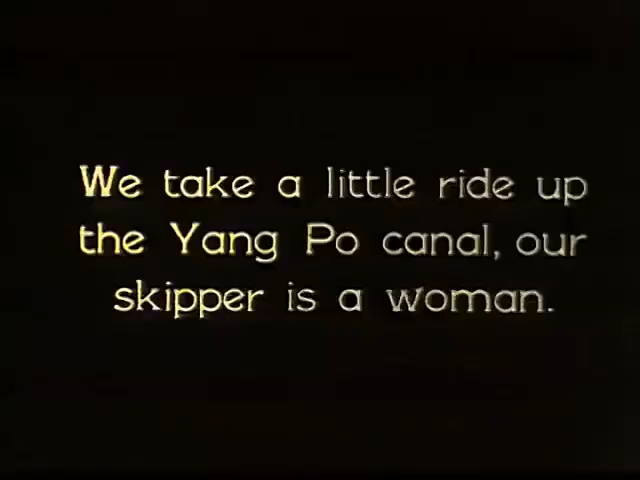 We take a little ride up
the Yang Po canal, our
skipper is a woman.